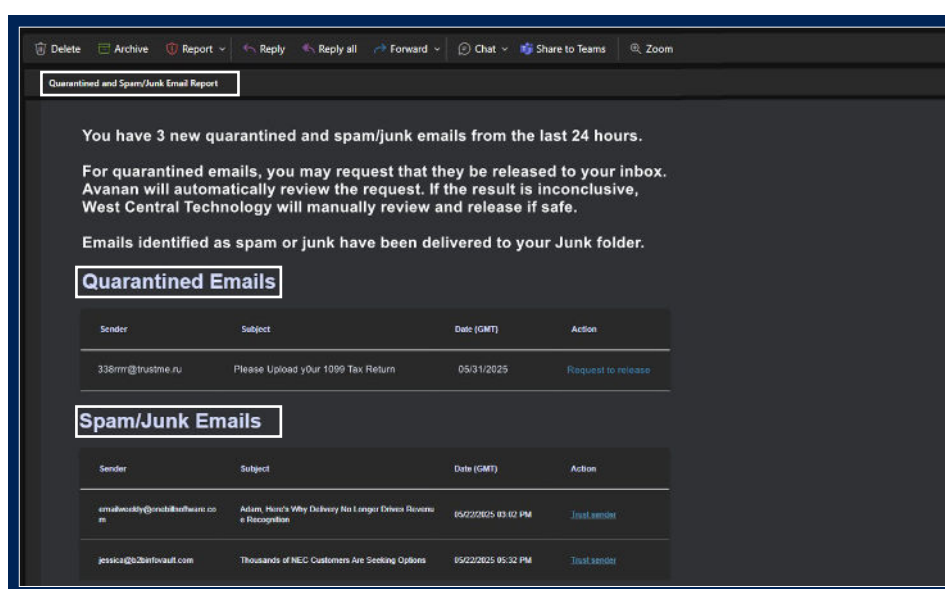 Delete Archive Report Reply Reply all Forward Chat Share to Teams Zoom
Quarantined and Spam/Junk Email Report
You have 3 new quarantined and spam/junk emails from the last 24 hours.
For quarantined emails, you may request that they be released to your inbox.
Avanan will automatically review the request. If the result is inconclusive,
West Central Technology will manually review and release if safe.
Emails identified as spam or junk have been delivered to your Junk folder.
Quarantined Emails
Sender Subject Date (GMT) Action
338rrrr@trustme.ru Please Upload y0ur 1099 Tax Return 05/31/2025 Request to release
Spam/Junk Emails
Sender Subject Date (GMT) Action
Adam, Here's Why Delivery No Longer Drives Revenu
m e Recognition 05/22/2025 03:02 PM Trust sender
jessica@b2binfovault.com Thousands of NEC Customers Are Seeking Options 05/22/2025 05:32 PM Trust sender